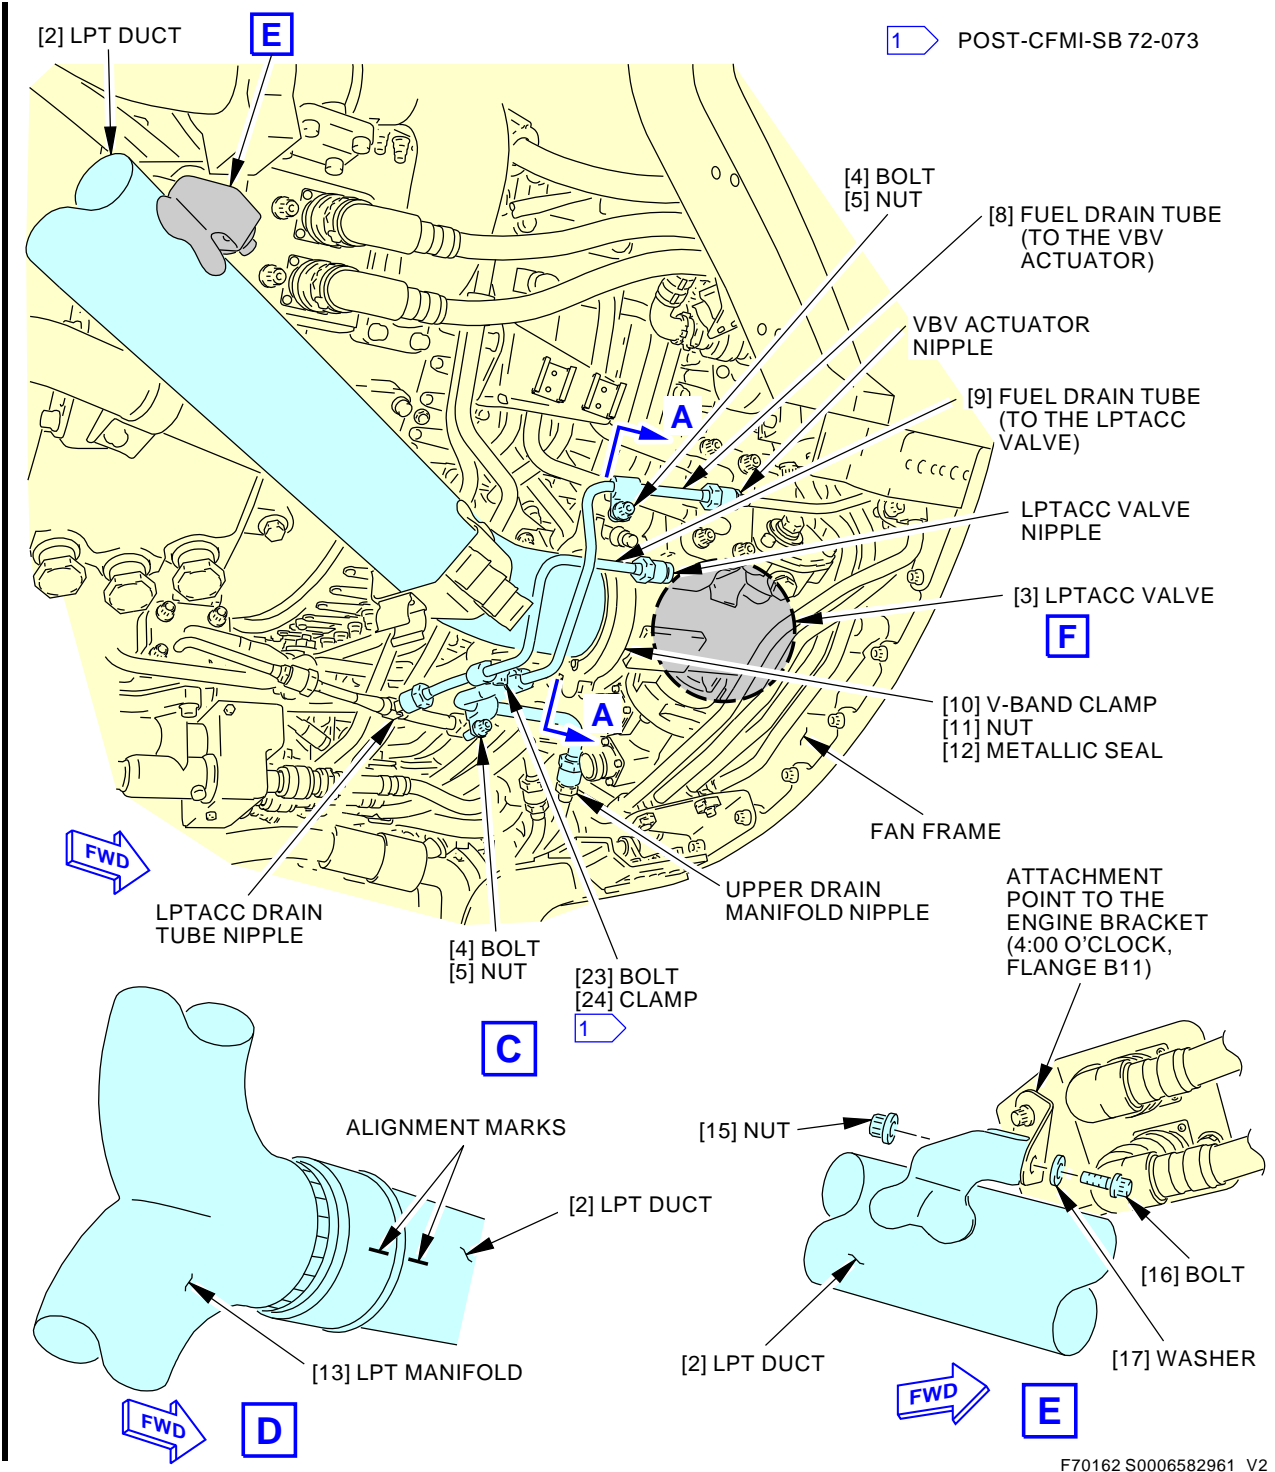 [2] LPT DUCT
E
1
POST-CFMI-SB 72-073
[4] BOLT
[5] NUT
[8] FUEL DRAIN TUBE
(TO THE VBV
ACTUATOR)
VBV ACTUATOR
NIPPLE
[9] FUEL DRAIN TUBE
(TO THE LPTACC
VALVE)
A
LPTACC VALVE
NIPPLE
[3] LPTACC VALVE
F
[10] V-BAND CLAMP
[11] NUT
[12] METALLIC SEAL
A
FAN FRAME
FWD
LPTACC DRAIN
TUBE NIPPLE
UPPER DRAIN
MANIFOLD NIPPLE
[4] BOLT
[5] NUT
[23] BOLT
[24] CLAMP
1
C
ATTACHMENT
POINT TO THE
ENGINE BRACKET
(4:00 O'CLOCK,
FLANGE B11)
ALIGNMENT MARKS
[2] LPT DUCT
[13] LPT MANIFOLD
FWD
D
[15] NUT
[16] BOLT
[17] WASHER
[2] LPT DUCT
FWD
E
F70162 S0006582961 V2